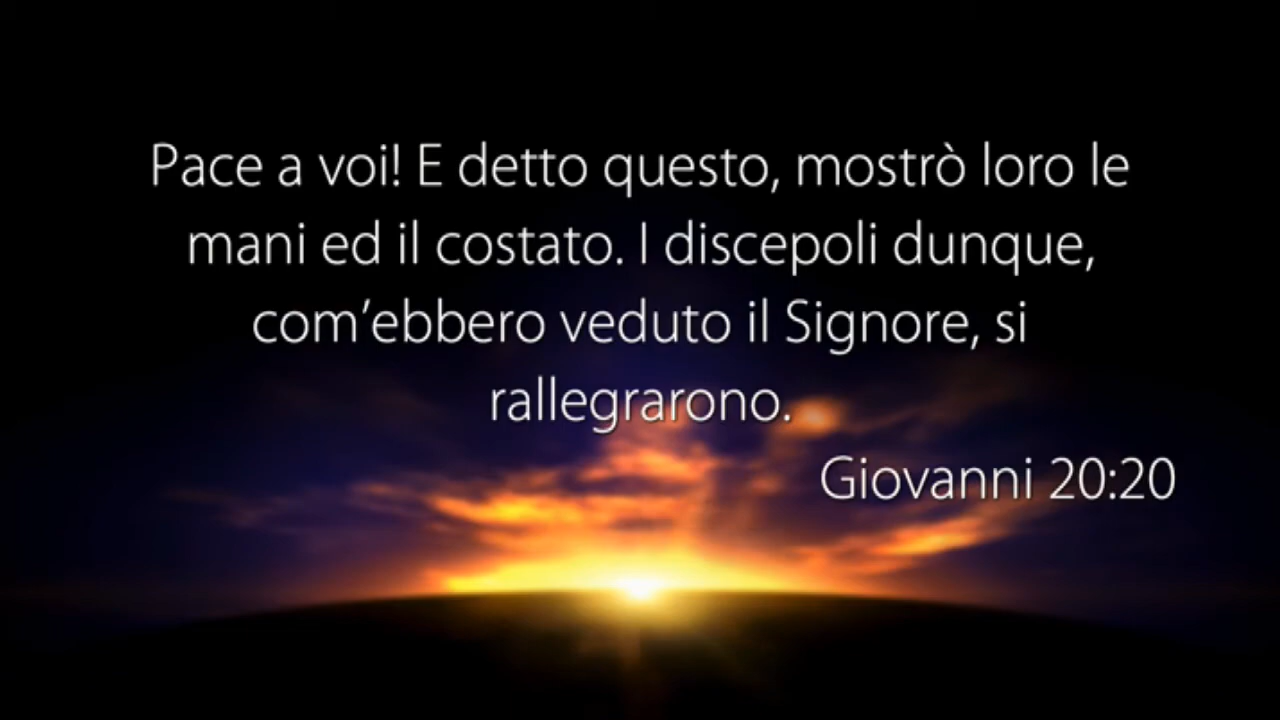 Pace a voi! E detto questo, mostrò loro le
mani ed il costato. I discepoli dunque,
com’ebbero veduto il Signore, si
rallegrarono.
Giovanni 20:20